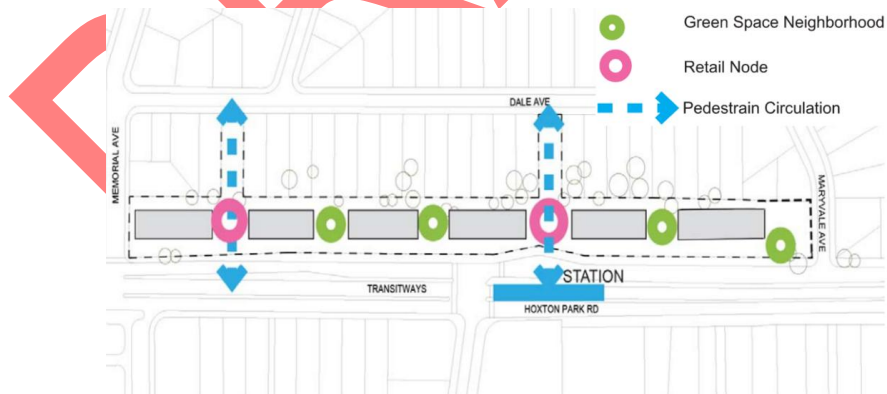 Green Space Neighborhood
Retail Node
Pedestrain Circulation
DALE AVE
MEMORIAL AVE
MARYVALE AVE
STATION
TRANSITWAYS
HOXTON PARK RD